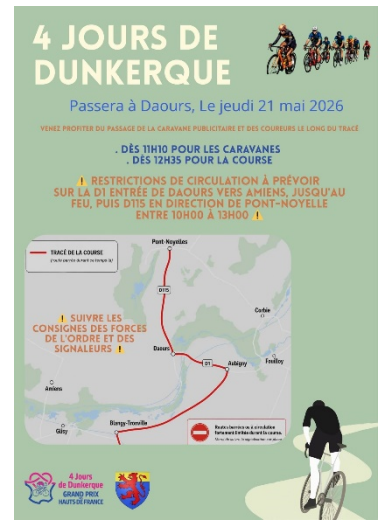 4 JOURS DE
DUNKERQUE
Passera à Daours, Le jeudi 21 mai 2026
VENEZ PROFITER DU PASSAGE DE LA CARAVANE PUBLICITAIRE ET DES COUREURS LE LONG DU TRACÉ
. DÈS 11H10 POUR LES CARAVANES
. DÈS 12H35 POUR LA COURSE
RESTRICTIONS DE CIRCULATION À PRÉVOIR
SUR LA D1 ENTRÉE DE DAOURS VERS AMIENS, JUSQU'AU
FEU, PUIS D115 EN DIRECTION DE PONT-NOYELLE
ENTRE 10H00 À 13H00
TRACÉ DE LA COURSE
Pont-Noyelles
D115
SUIVRE LES
CONSIGNES DES FORCES
DE L'ORDRE ET DES
SIGNALEURS
Corbie
Daours
D1
Aubigny
Fouilloy
Amiens
Blangy-Tronville
Glisy
4 Jours
de Dunkerque
GRAND PRIX
HAUTS DE FRANCE